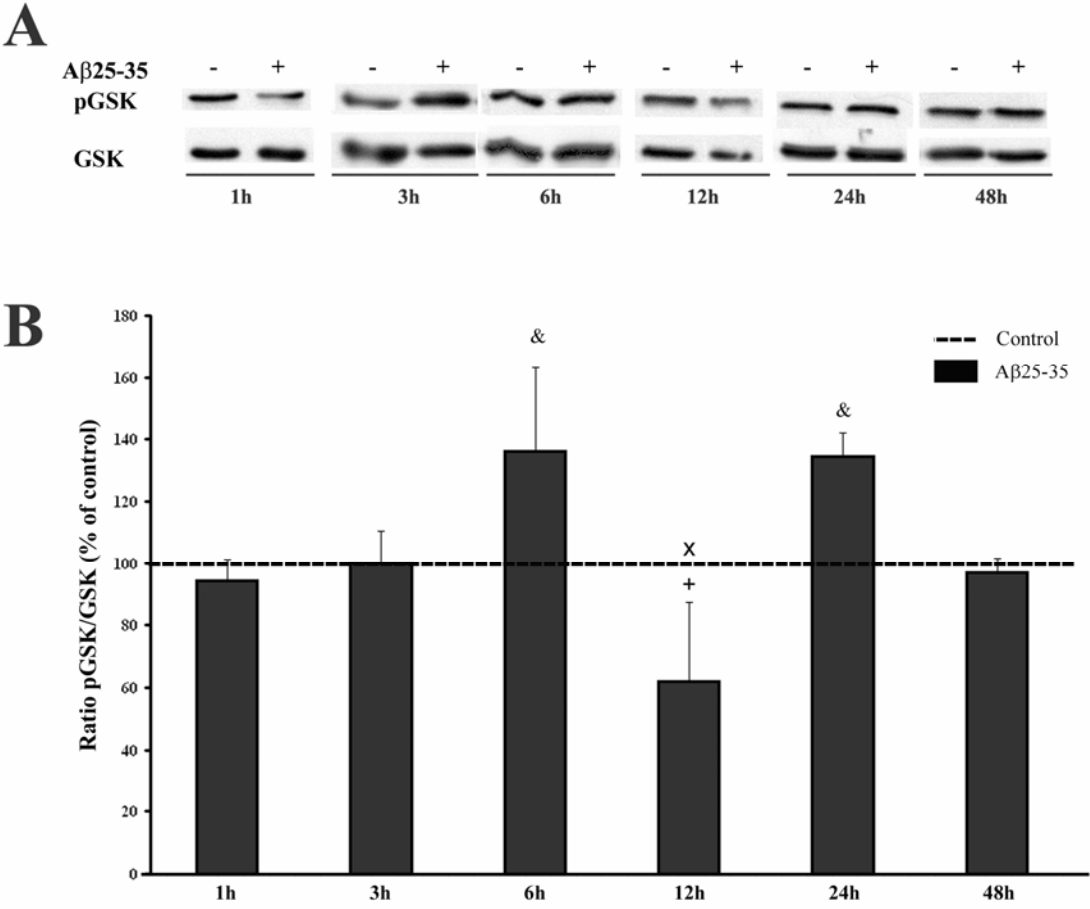 A
Aβ25-35 - + - + - + - + - + - +
pGSK
GSK
1h 3h 6h 12h 24h 48h
B
Ratio pGSK/GSK (% of control)
180
160
140
120
100
80
60
40
20
0
&
x
+
&
Control
Aβ25-35
1h 3h 6h 12h 24h 48h